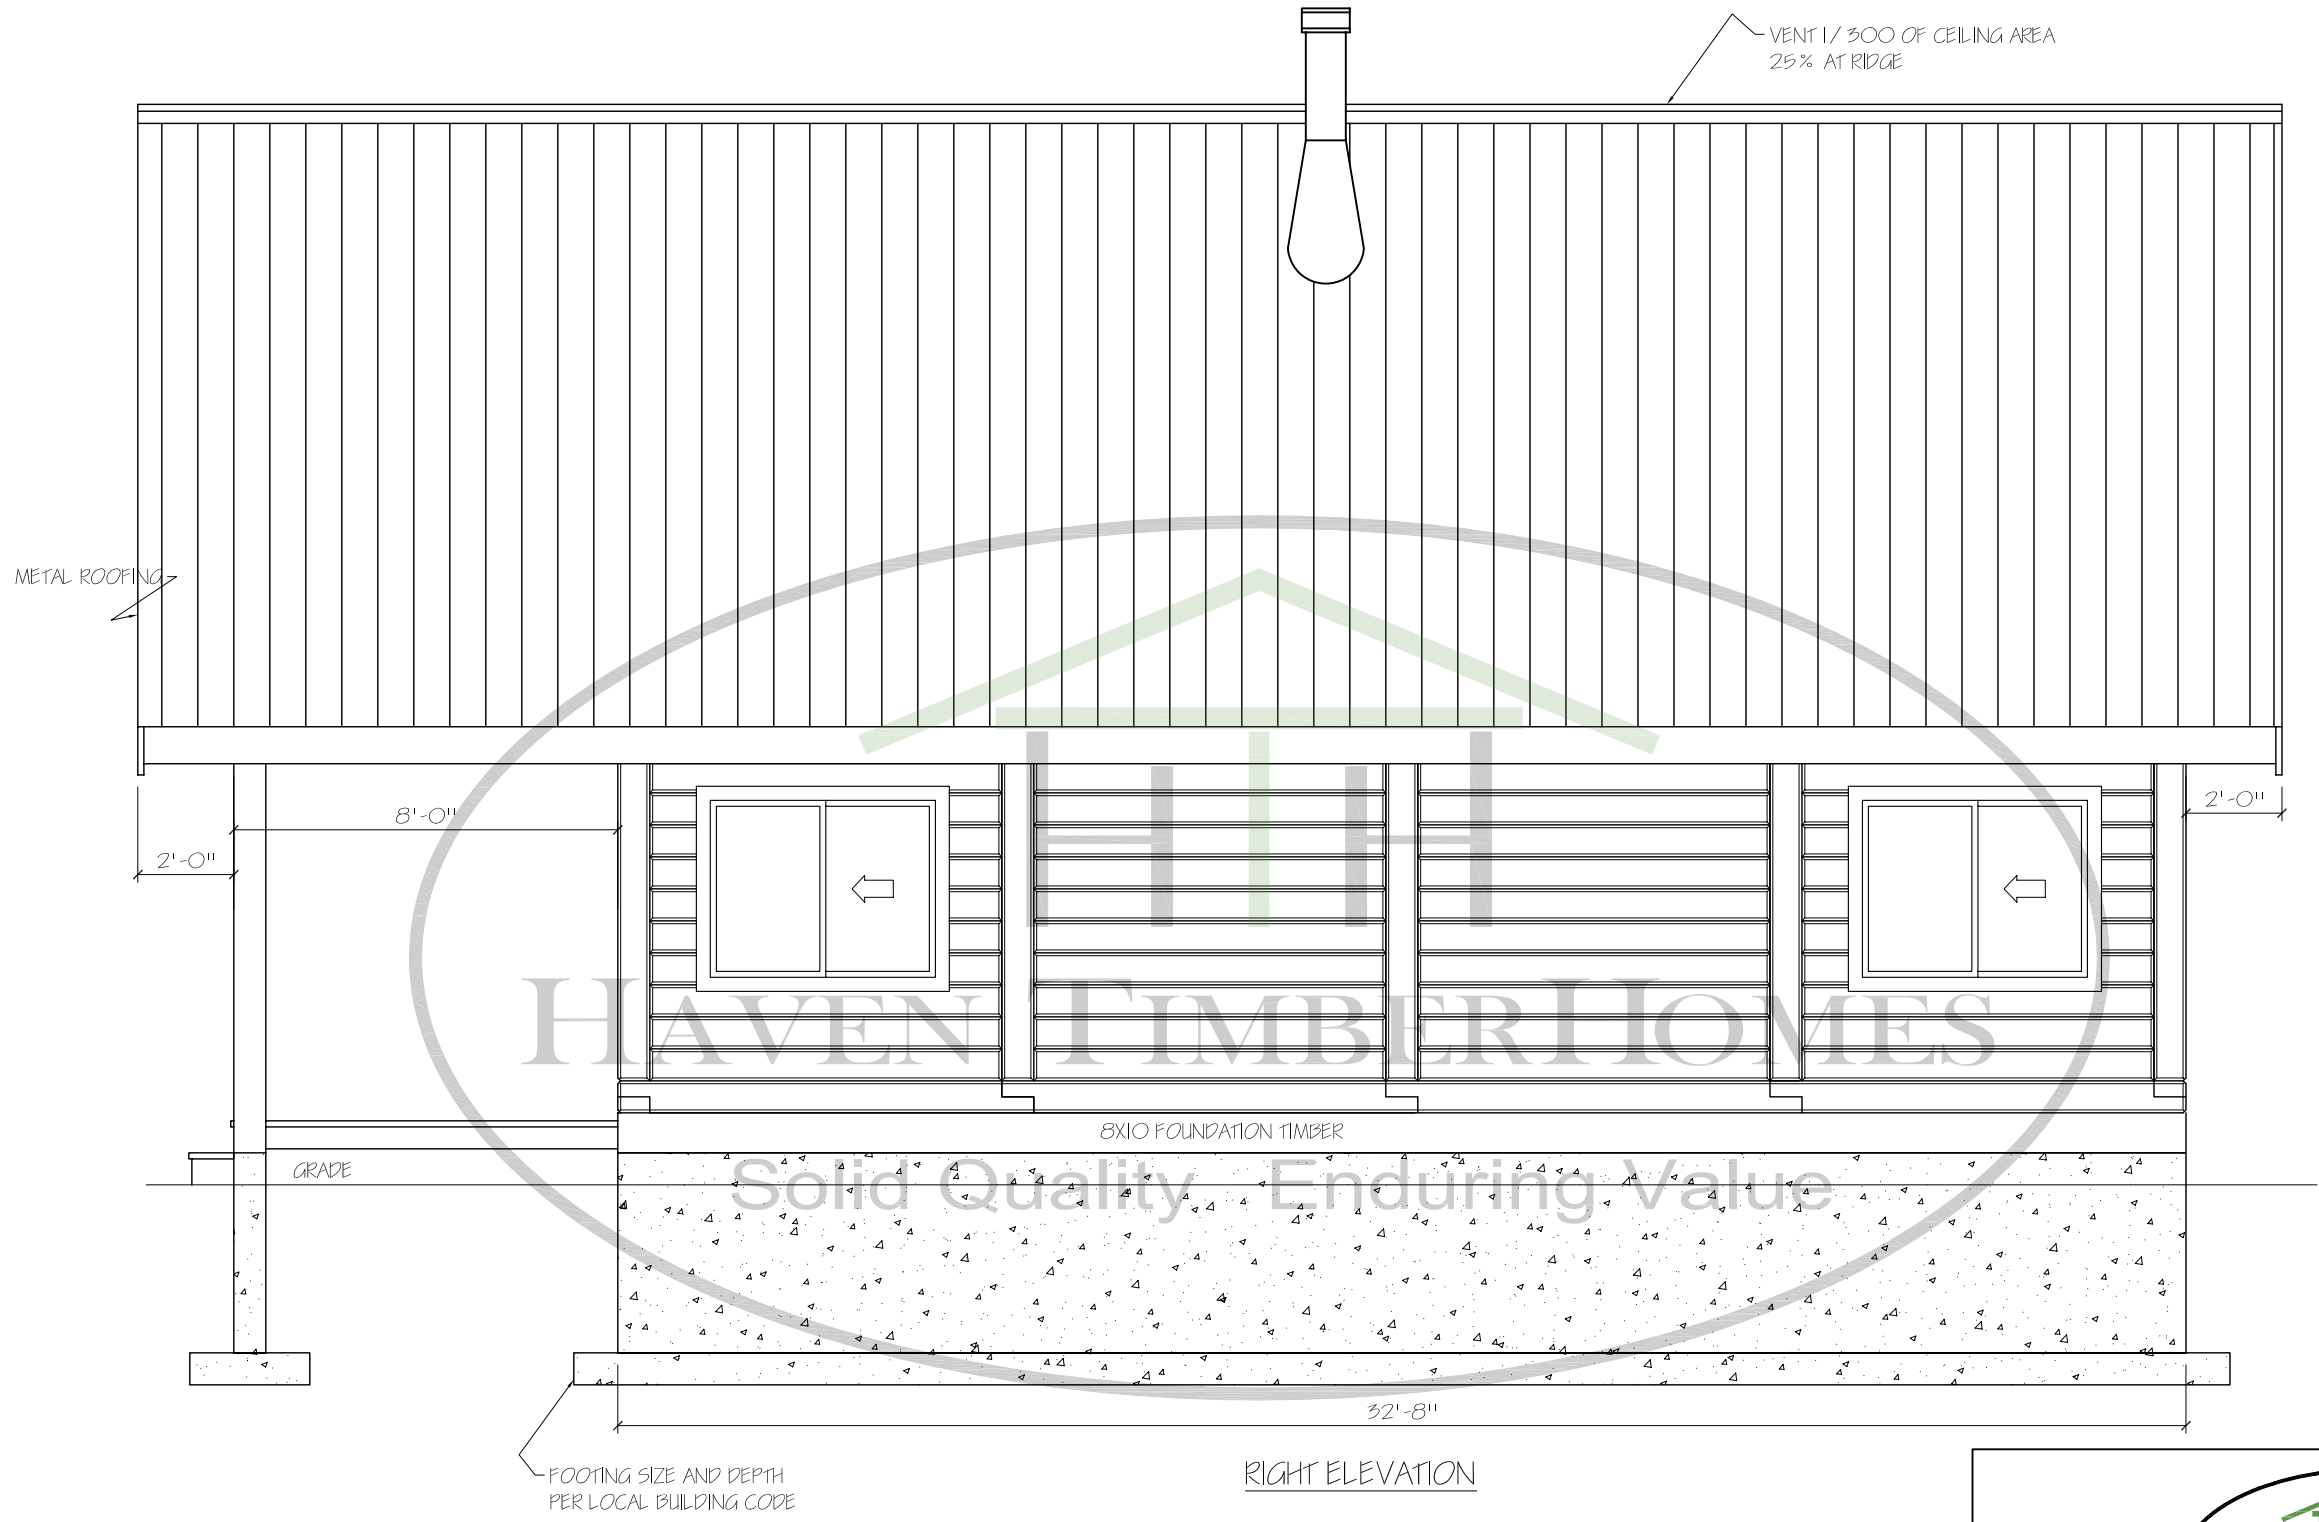 VENT 1/300 OF CEILING AREA
25% AT RIDGE
METAL ROOFING
8'-0"
2'-0"
2'-0"
HTH
HAVEN TIMBERHOMES
8X10 FOUNDATION TIMBER
GRADE
Solid Quality Enduring Value
32'-8"
FOOTING SIZE AND DEPTH
PER LOCAL BUILDING CODE
RIGHT ELEVATION